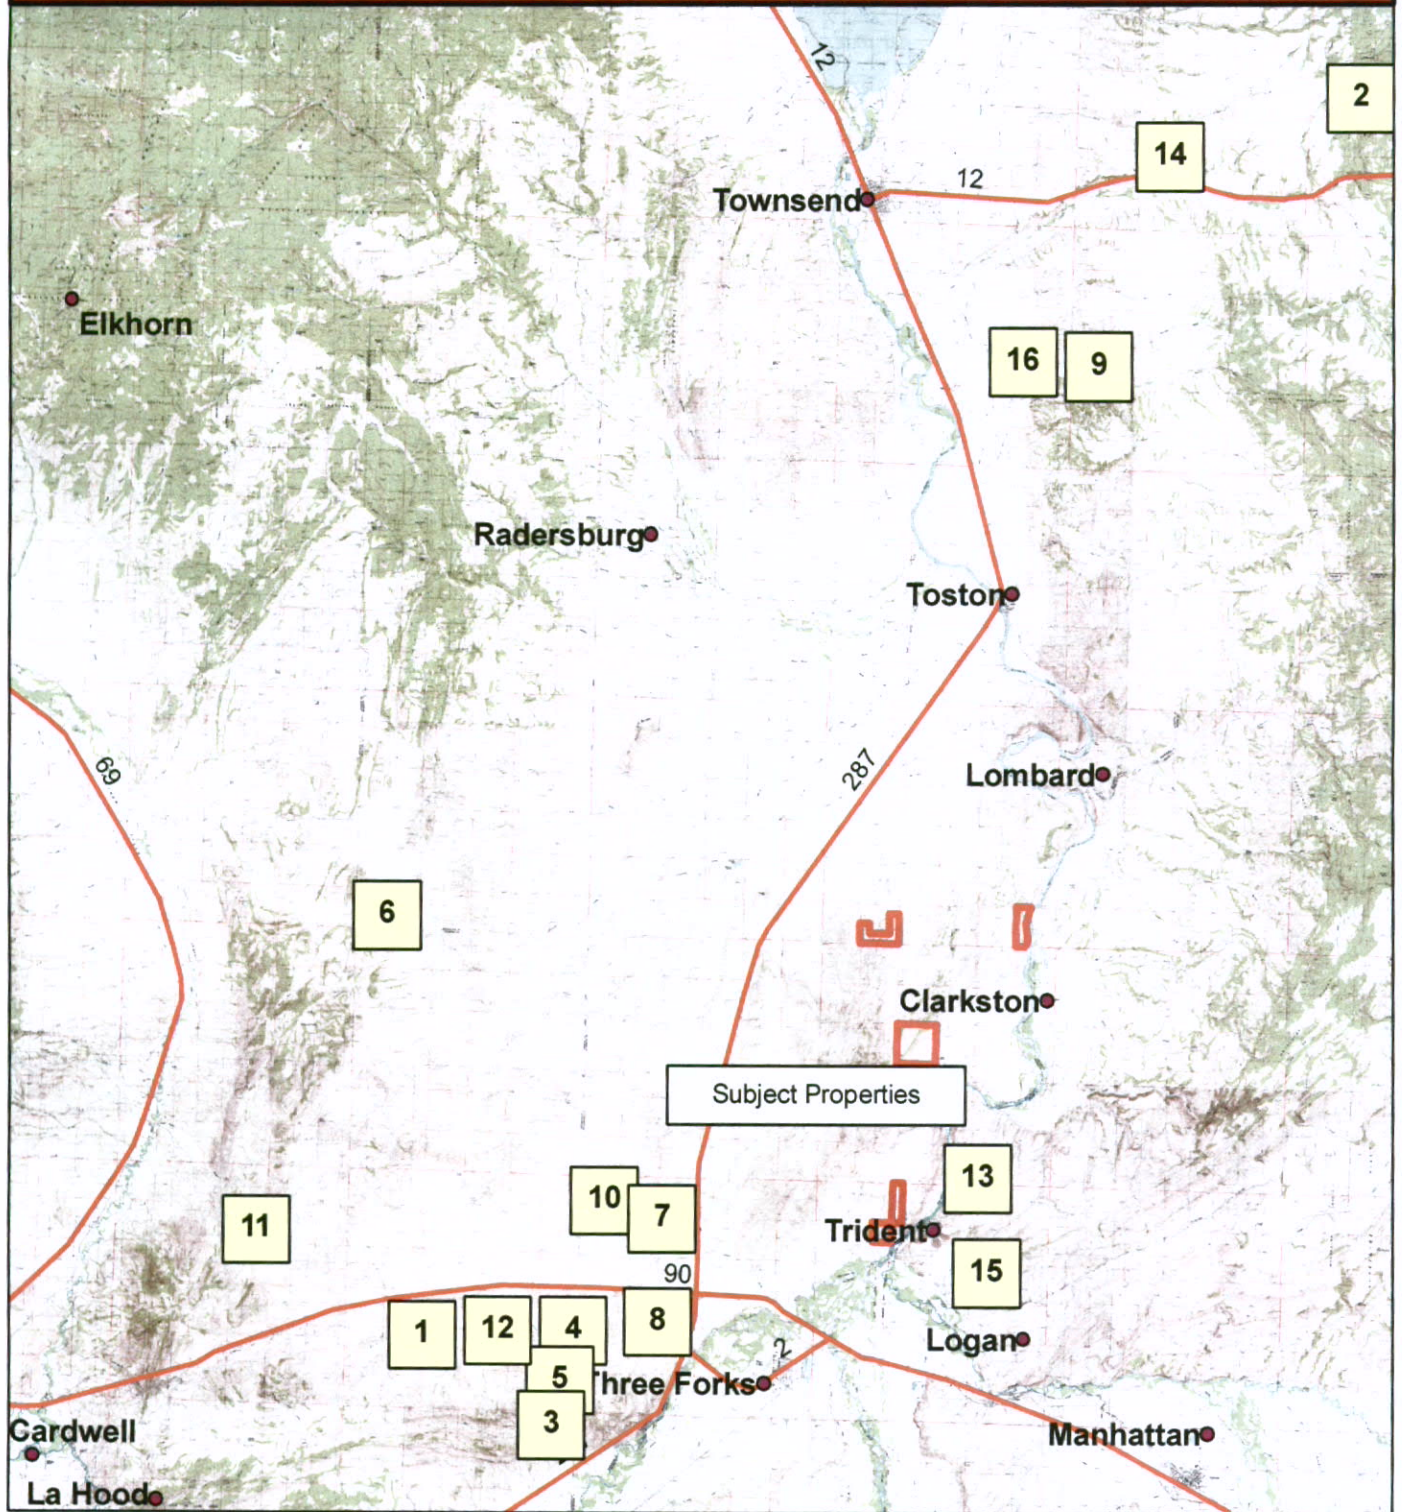 12
2
14
12
Townsend
Elkhorn
16
9
Radersburg
Toston
69
287
Lombard
6
Clarkston
Subject Properties
13
10
7
11
Trident
90
15
1
12
4
8
Logan
2
5
Three Forks
3
Cardwell
Manhattan
La Hood